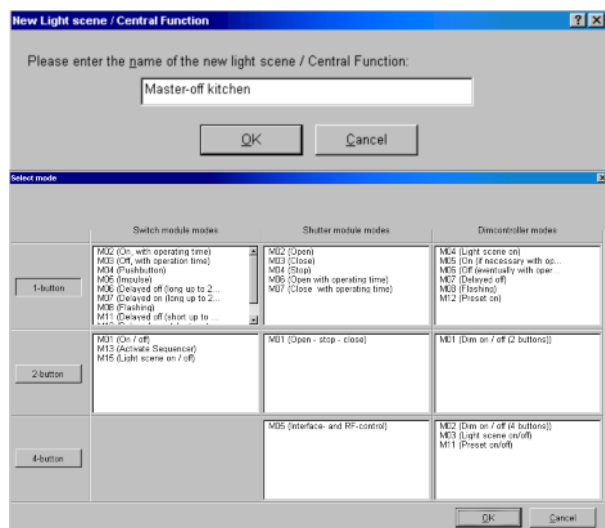 New Light scene / Central Function
Please enter the name of the new light scene / Central Function:
Master-off kitchen
OK
Cancel
Select mode
Switch module modes
Shutter module modes
Dimcontroller modes
1-button
M02 (On, with operating time)
M03 (Off, with operation time)
M04 (Pushbutton)
M05 (Impulse)
M06 (Delayed off (long up to 2...
M07 (Delayed on (long up to 2...
M08 (Flashing)
M11 (Delayed off (short up to ...
M02 (Open)
M03 (Close)
M04 (Stop)
M06 (Open with operating time)
M07 (Close with operating time)
M04 (Light scene on)
M05 (On (if necessary with op...
M06 (Off (eventually with oper...
M07 (Delayed off)
M08 (Flashing)
M12 (Preset on)
2-button
M01 (On / off)
M13 (Activate Sequencer)
M15 (Light scene on / off)
M01 (Open - stop - close)
M01 (Dim on / off (2 buttons))
4-button
M05 (Interface- and RF-control)
M02 (Dim on / off (4 buttons))
M03 (Light scene on/off)
M11 (Preset on/off)
OK
Cancel